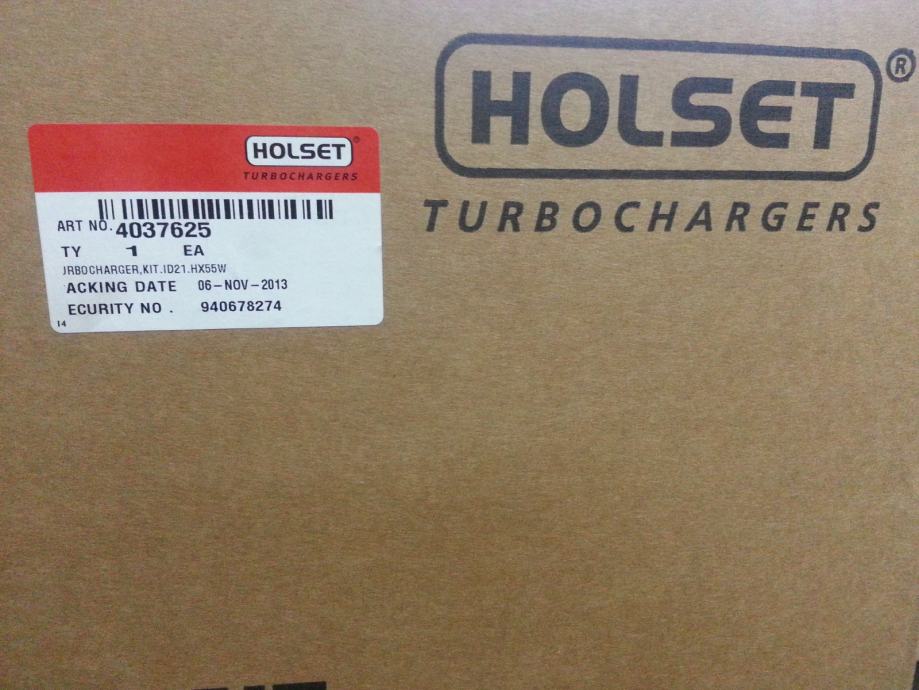 HOLSET®
TURBOCHARGERS
HOLSET®
TURBOCHARGERS
ART NO. 4037625
TY 1 EA
JRBOCHARGER,KIT.ID21.HX55W
ACKING DATE 06-NOV-2013
ECURITY NO . 940678274
14